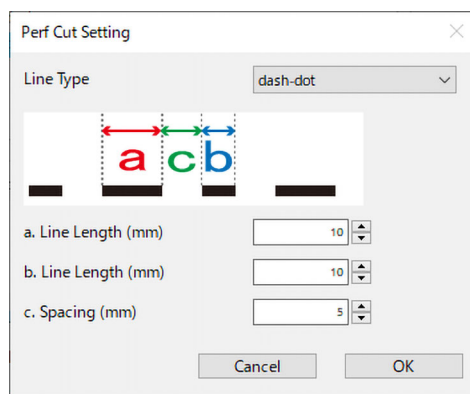 Perf Cut Setting
Line Type dash-dot
a c b
a. Line Length (mm) 10
b. Line Length (mm) 10
c. Spacing (mm) 5
Cancel OK